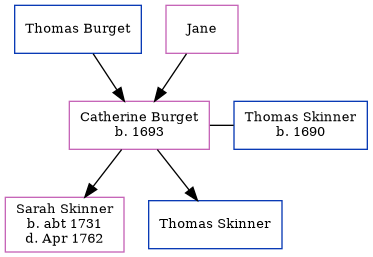 Thomas Burget
Jane
Catherine Burget
b. 1693
Thomas Skinner
b. 1690
Sarah Skinner
b. abt 1731
d. Apr 1762
Thomas Skinner